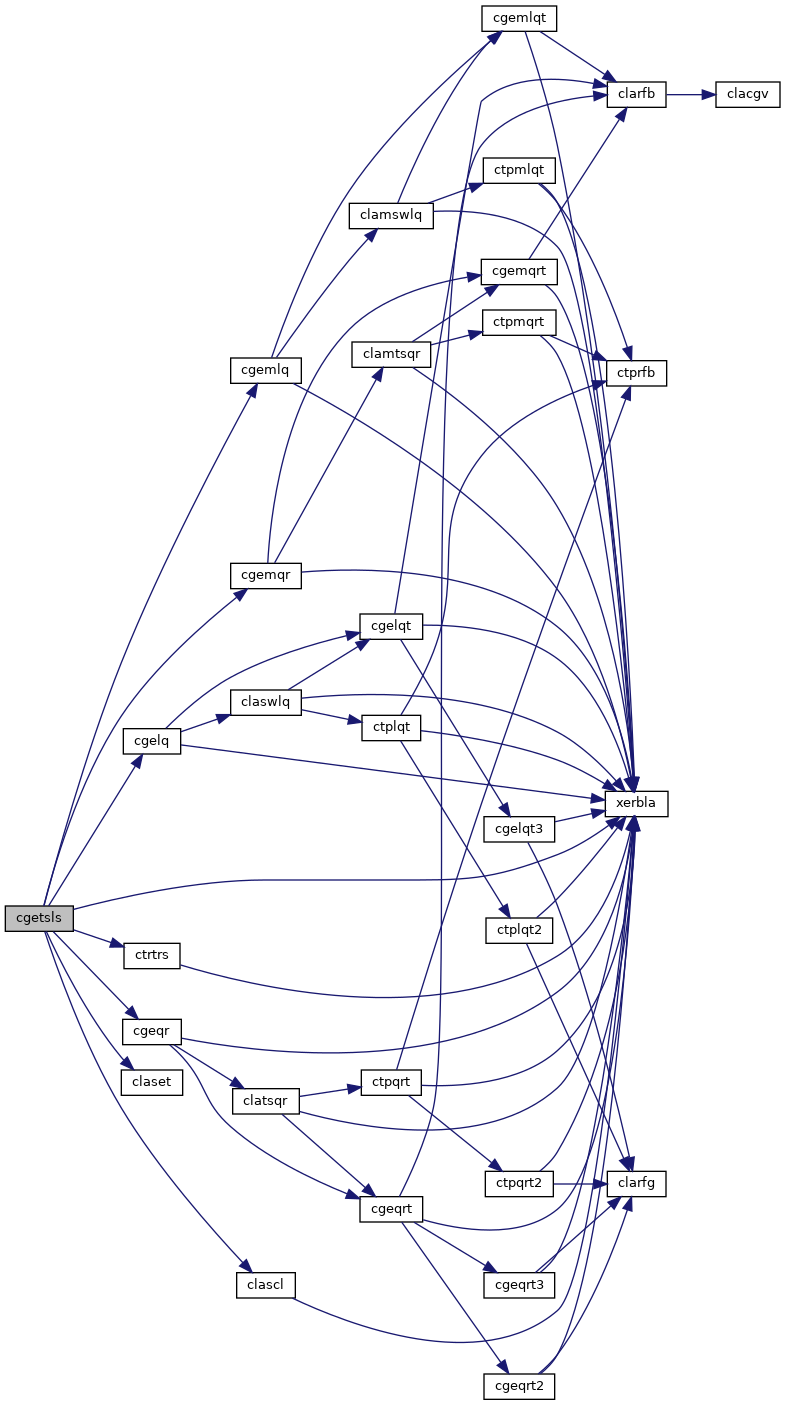 cgemlqt
clarfb
clacgv
ctpmlqt
clamswlq
cgemqrt
ctpmqrt
clamtsqr
cgemlq
ctprfb
cgemqr
cgelqt
claswlq
ctplqt
cgelq
xerbla
cgelqt3
cgetsls
ctplqt2
ctrtrs
cgeqr
claset
ctpqrt
clatsqr
ctpqrt2
clarfg
cgeqrt
clascl
cgeqrt3
cgeqrt2